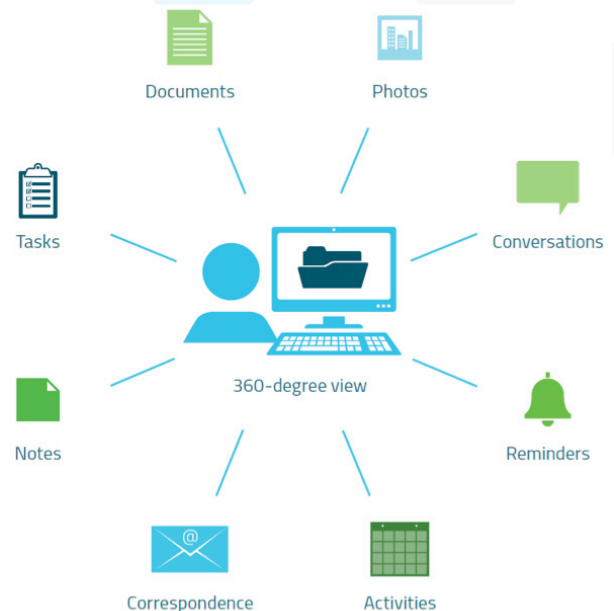 Documents
Photos
Tasks
Conversations
360-degree view
Notes
Reminders
@
Correspondence
Activities